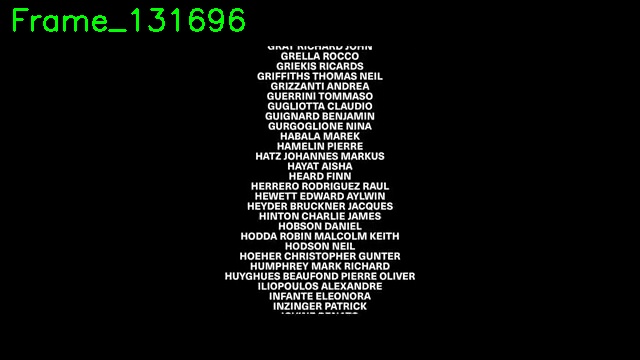 Frame_131696
GRAY RICHARD JOHN
GRELLA ROCCO
GRIEKIS RICARDS
GRIFFITHS THOMAS NEIL
GRIZZANTI ANDREA
GUERRINI TOMMASO
GUGLIOTTA CLAUDIO
GUIGNARD BENJAMIN
GURGOGLIONE NINA
HABALA MAREK
HAMELIN PIERRE
HATZ JOHANNES MARKUS
HAYAT AISHA
HEARD FINN
HERRERO RODRIGUEZ RAUL
HEWETT EDWARD AYLWIN
HEYDER BRUCKNER JACQUES
HINTON CHARLIE JAMES
HOBSON DANIEL
HODDA ROBIN MALCOLM KEITH
HODSON NEIL
HOEHER CHRISTOPHER GUNTER
HUMPHREY MARK RICHARD
HUYGHUES BEAUFOND PIERRE OLIVER
ILIOPOULOS ALEXANDRE
INFANTE ELEONORA
INZINGER PATRICK